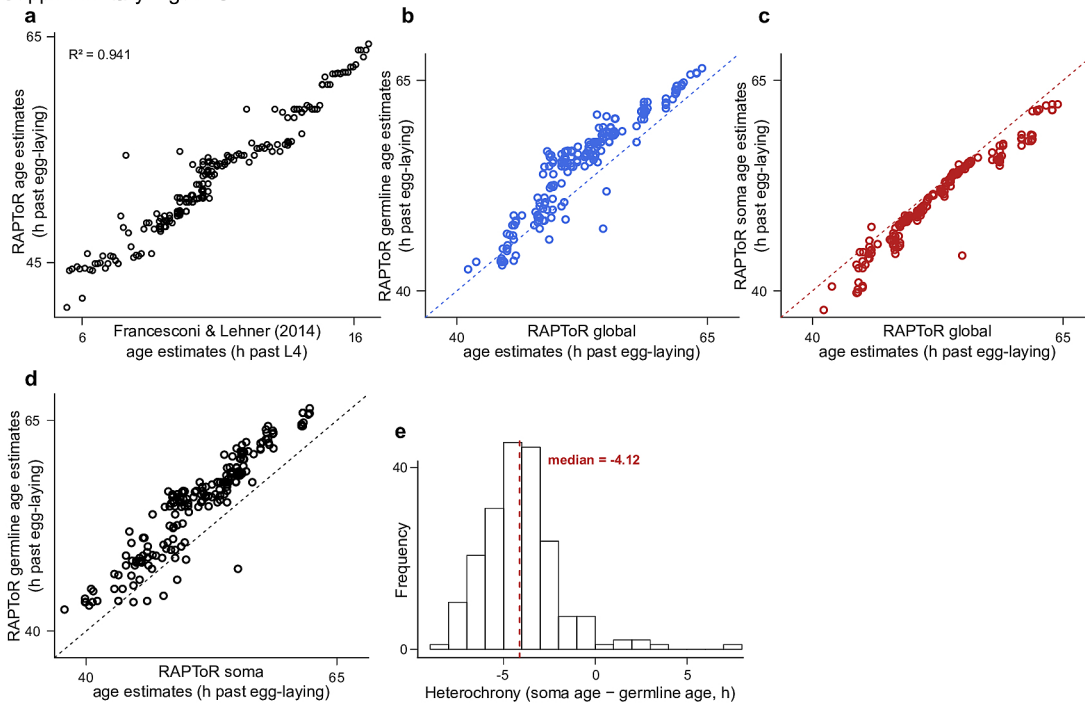 a
65
R² = 0.941
RAPToR age estimates
(h past egg-laying)
45
6
16
Francesconi & Lehner (2014)
age estimates (h past L4)
b
65
RAPToR germline age estimates
(h past egg-laying)
40
40
65
RAPToR global
age estimates (h past egg-laying)
c
65
RAPToR soma age estimates
(h past egg-laying)
40
40
65
RAPToR global
age estimates (h past egg-laying)
d
65
RAPToR germline age estimates
(h past egg-laying)
40
40
65
RAPToR soma
age estimates (h past egg-laying)
e
median = -4.12
40
Frequency
0
-5
0
5
Heterochrony (soma age − germline age, h)